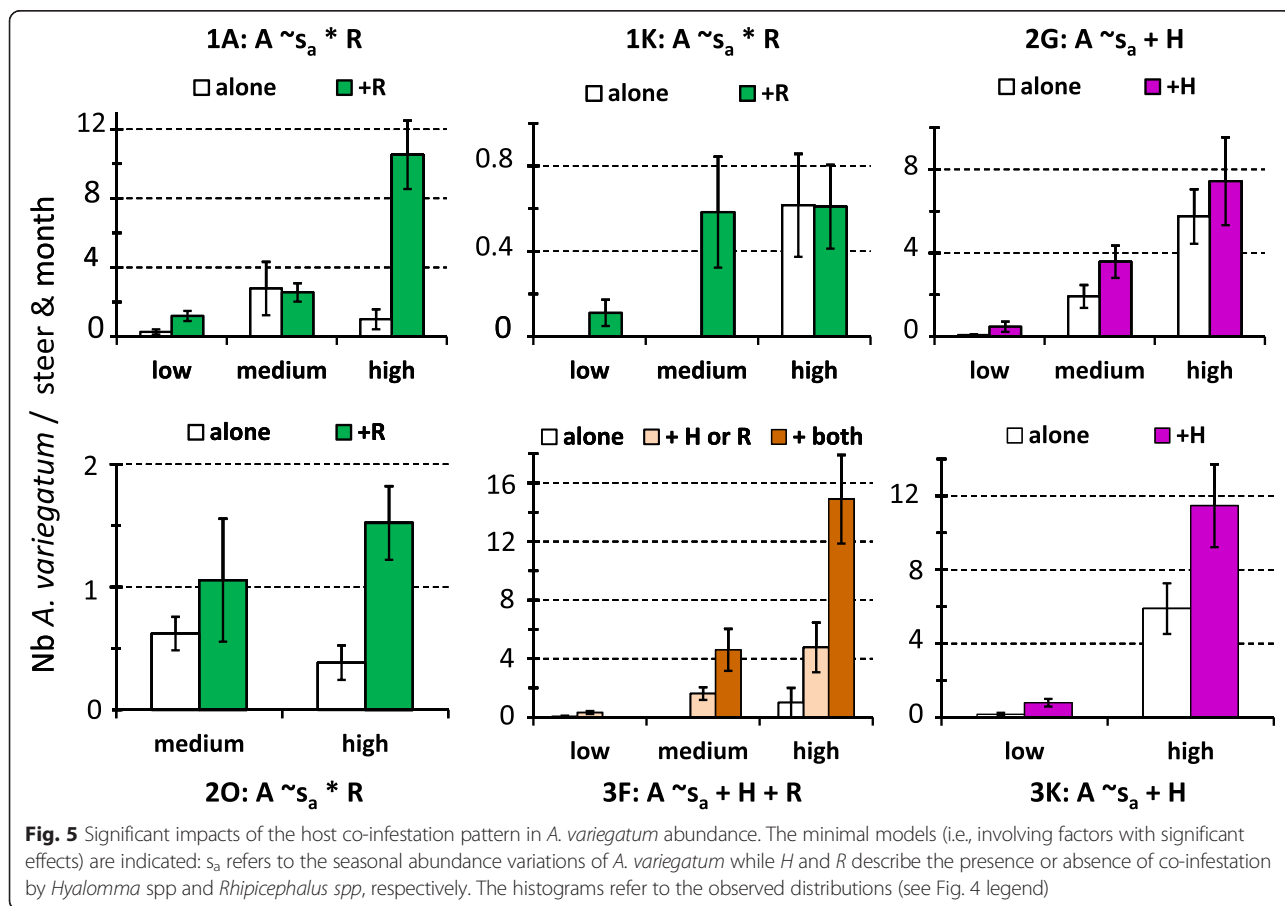 1A: A ~sa * R
alone +R
12
8
4
0
low medium high
1K: A ~sa * R
alone +R
0.8
0.4
0
low medium high
2G: A ~sa + H
alone +H
8
4
0
low medium high
Nb A. variegatum / steer & month
alone +R
2
1
0
medium high
2O: A ~sa * R
alone + H or R + both
16
12
8
4
0
low medium high
3F: A ~sa + H + R
alone +H
12
8
4
0
low high
3K: A ~sa + H
Fig. 5 Significant impacts of the host co-infestation pattern in A. variegatum abundance. The minimal models (i.e., involving factors with significant
effects) are indicated: sa refers to the seasonal abundance variations of A. variegatum while H and R describe the presence or absence of co-infestation
by Hyalomma spp and Rhipicephalus spp, respectively. The histograms refer to the observed distributions (see Fig. 4 legend)